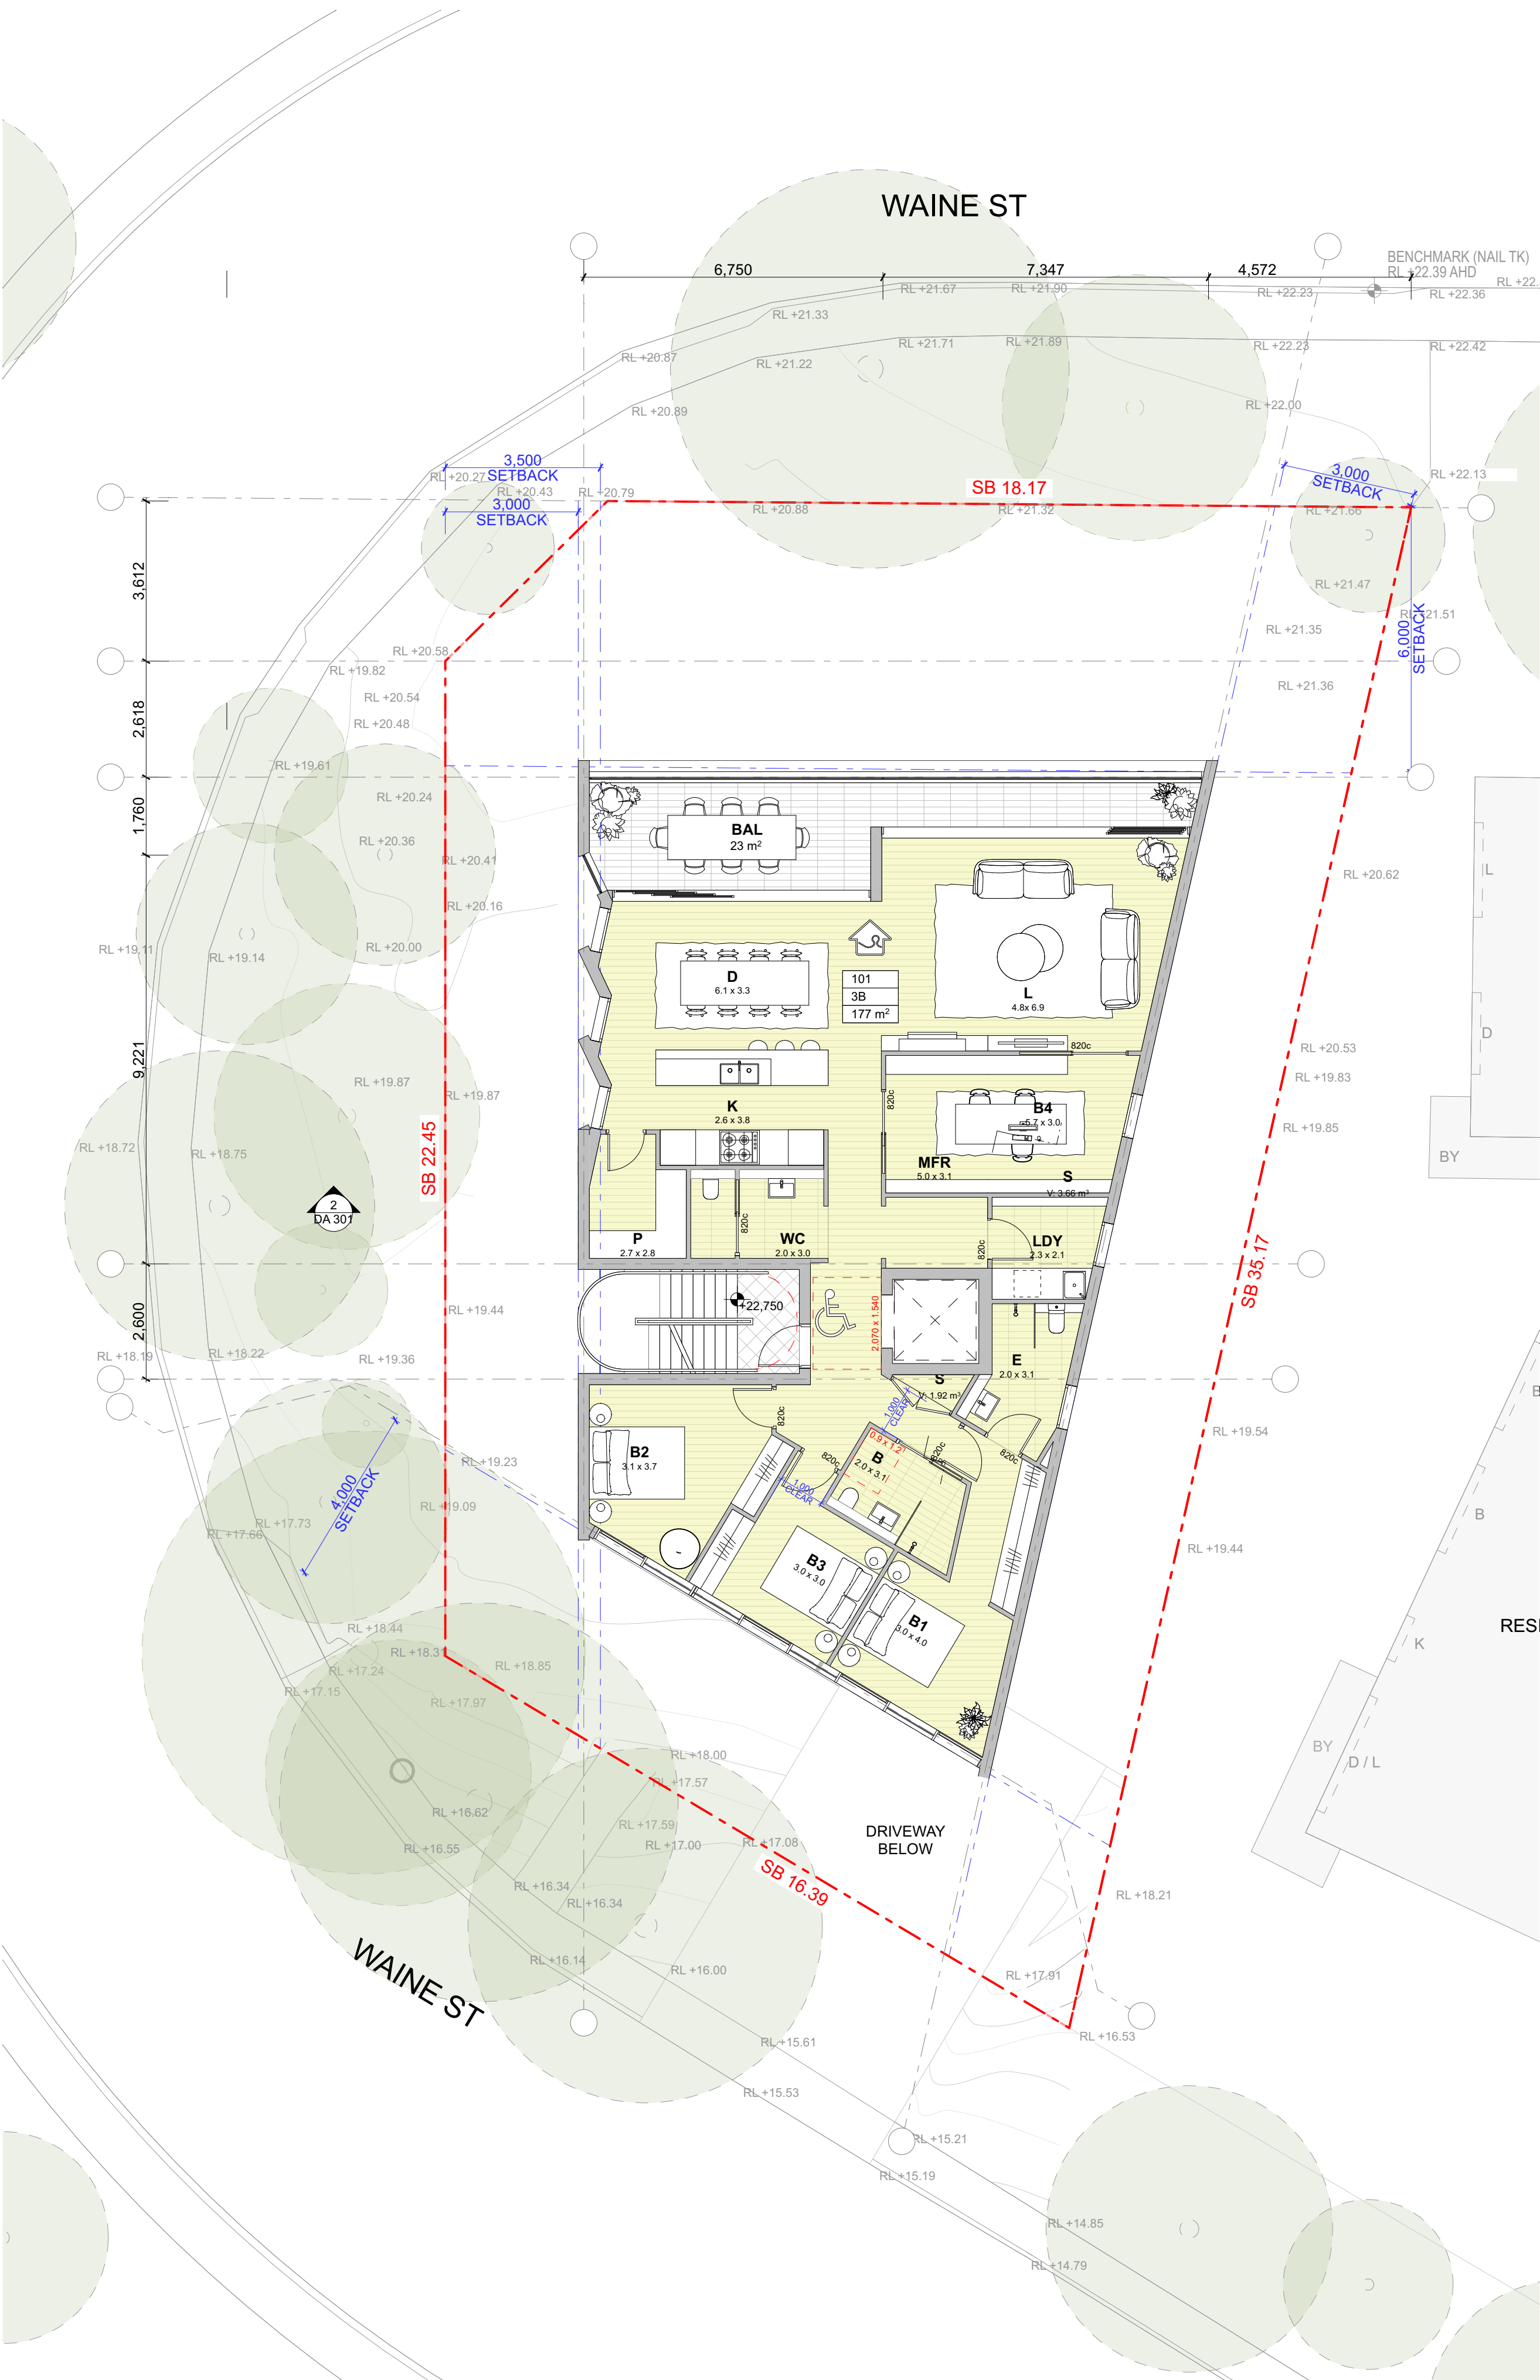 WAINE ST
BENCHMARK (NAIL TK)
RL +22.39 AHD
6,750
7,347
4,572
RL +21.67
RL +21.90
RL +22.23
RL +22.36
RL +21.33
RL +20.87
RL +21.22
RL +21.71
RL +21.89
RL +22.23
RL +22.42
RL +20.89
RL +22.00
3,500
SETBACK
RL +20.27
RL +20.43
RL +20.79
3,000
SETBACK
SB 18.17
RL +20.88
RL +21.32
3,000
SETBACK
RL +22.13
RL +21.66
3,612
RL +21.47
RL +21.51
6,000
SETBACK
RL +21.35
RL +20.58
RL +19.82
RL +20.54
RL +20.48
RL +21.36
2,618
RL +19.61
RL +20.24
1,760
RL +20.36
RL +20.41
BAL
23 m²
RL +20.62
L
RL +20.16
RL +19.11
RL +19.14
RL +20.00
D
6.1 x 3.3
101
3B
177 m²
L
4.8x 6.9
9,221
RL +20.53
D
820c
RL +19.87
RL +19.87
RL +19.83
K
2.6 x 3.8
820c
B4
5.7 x 3.0
RL +18.72
RL +18.75
SB 22.45
RL +19.85
BY
MFR
5.0 x 3.1
S
V: 3.66 m³
2
DA 301
820c
P
2.7 x 2.8
WC
2.0 x 3.0
820c
LDY
2.3 x 2.1
SB 35.17
2,600
RL +19.44
+22,750
2.070 x 1.540
RL +18.19
RL +18.22
RL +19.36
E
2.0 x 3.1
S
V: 1.92 m³
1,000
CLEAR
820c
0.9 x 1.2
RL +19.54
4,000
SETBACK
RL +19.23
B2
3.1 x 3.7
820c
B
2.0 x 3.1
820c
820c
1,000
CLEAR
RL +19.09
RL +17.73
RL +17.66
B
RL +19.44
B3
3.0 x 3.0
B1
3.0 x 4.0
RL +18.44
RL +18.31
K
RESI
RL +17.24
RL +18.85
RL +17.15
RL +17.97
RL +18.00
RL +17.57
BY
D / L
RL +16.62
RL +17.59
RL +16.55
RL +17.00
RL +17.08
DRIVEWAY
BELOW
SB 16.39
RL +16.34
RL +16.34
RL +18.21
WAINE ST
RL +16.14
RL +16.00
RL +17.91
RL +15.61
RL +16.53
RL +15.53
RL +15.21
RL +15.19
RL +14.85
RL +14.79